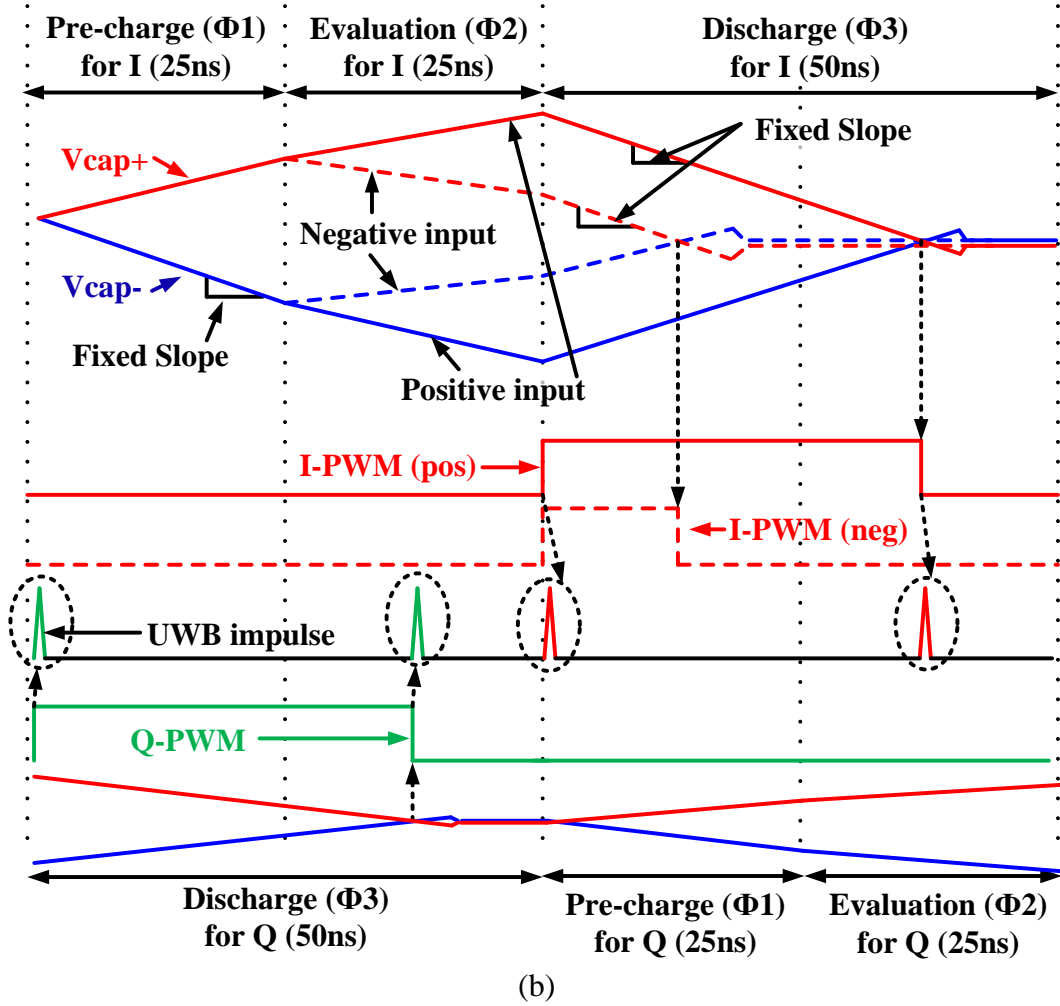 Pre-charge (Φ1)
for I (25ns)
Evaluation (Φ2)
for I (25ns)
Discharge (Φ3)
for I (50ns)
Fixed Slope
Vcap+
Negative input
Vcap-
Fixed Slope
Positive input
I-PWM (pos)
I-PWM (neg)
UWB impulse
Q-PWM
Discharge (Φ3)
for Q (50ns)
Pre-charge (Φ1)
for Q (25ns)
Evaluation (Φ2)
for Q (25ns)
(b)